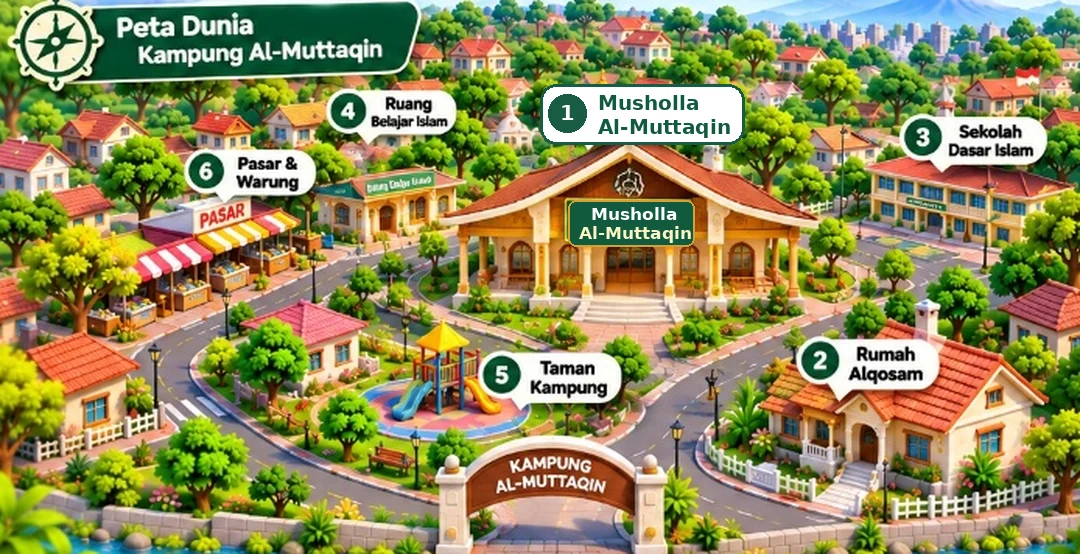 Peta Dunia
Kampung Al-Muttaqin
4
Ruang
Belajar Islam
1
Musholla
Al-Muttaqin
3
Sekolah
Dasar Islam
6
Pasar &
Warung
PASAR
Musholla
Al-Muttaqin
5
Taman
Kampung
2
Rumah
Alqosam
KAMPUNG
AL-MUTTAQIN